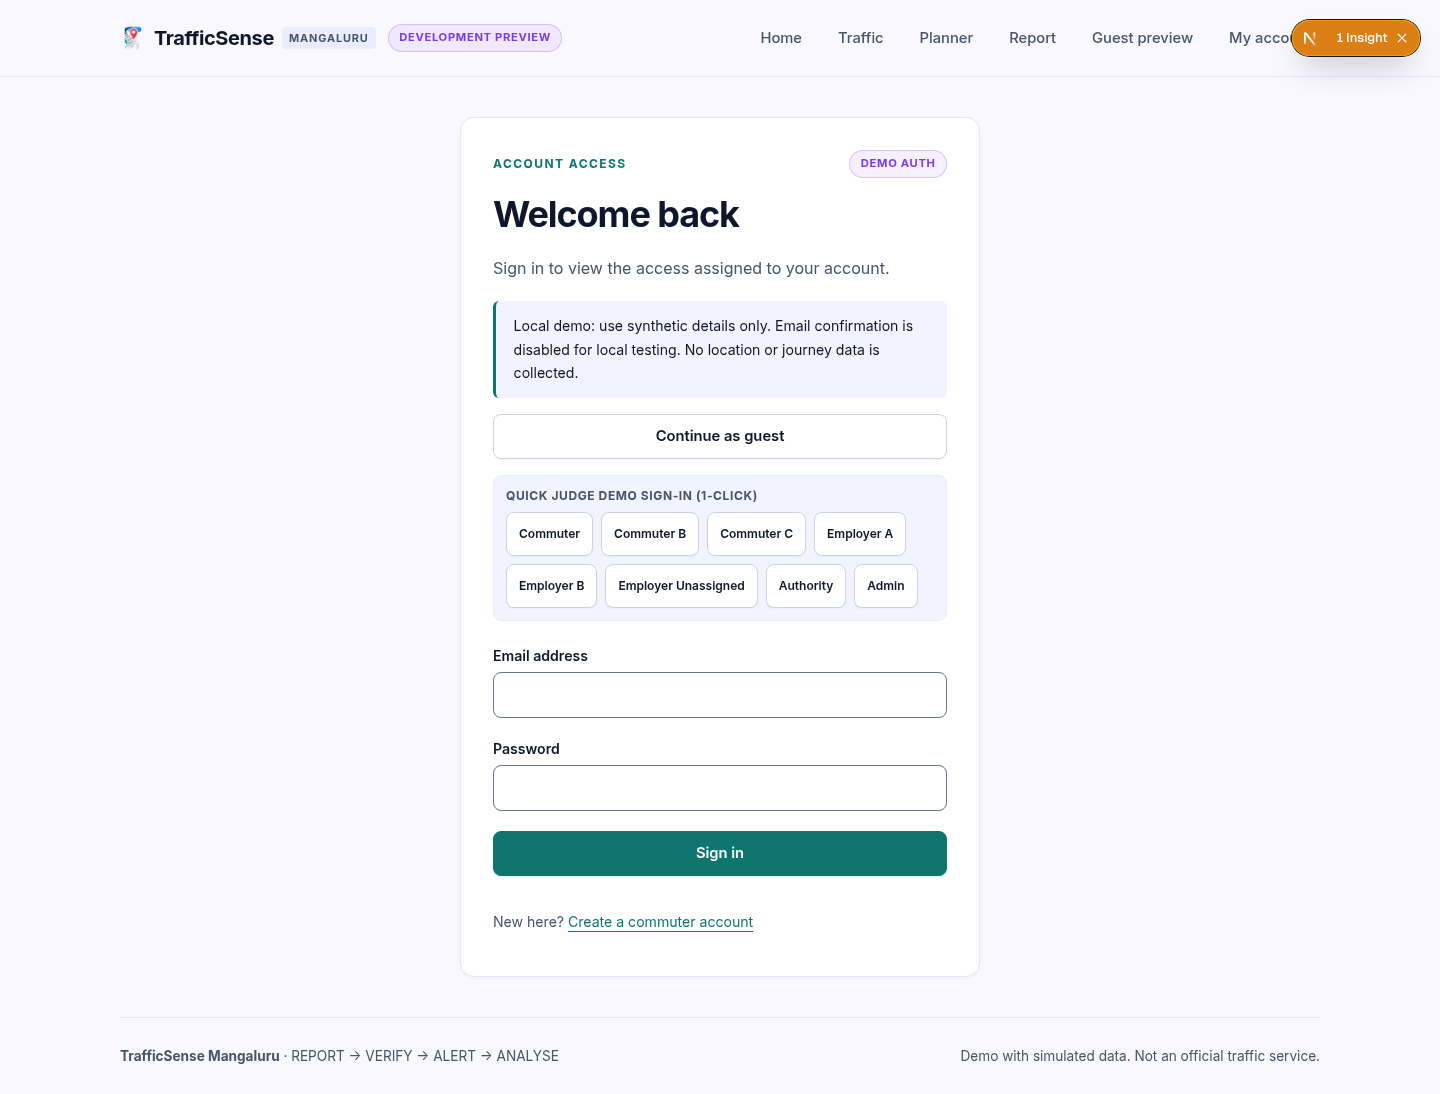 TrafficSense MANGALURU DEVELOPMENT PREVIEW Home Traffic Planner Report Guest preview My accou 1 Insight
ACCOUNT ACCESS DEMO AUTH
Welcome back
Sign in to view the access assigned to your account.
Local demo: use synthetic details only. Email confirmation is
disabled for local testing. No location or journey data is
collected.
Continue as guest
QUICK JUDGE DEMO SIGN-IN (1-CLICK)
Commuter Commuter B Commuter C Employer A
Employer B Employer Unassigned Authority Admin
Email address
Password
Sign in
New here? Create a commuter account
TrafficSense Mangaluru · REPORT → VERIFY → ALERT → ANALYSE Demo with simulated data. Not an official traffic service.